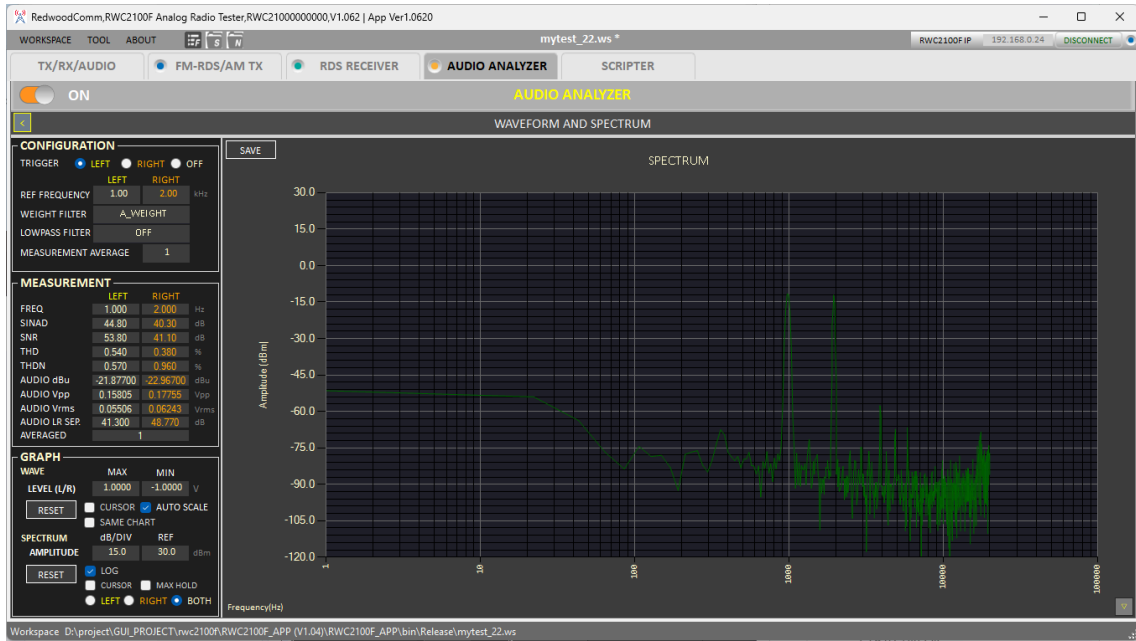 RedwoodComm,RWC2100F Analog Radio Tester,RWC21000000000,V1.062 | App Ver1.0620
WORKSPACE TOOL ABOUT F S N mytest_22.ws * RWC2100F IP 192.168.0.24 DISCONNECT
TX/RX/AUDIO FM-RDS/AM TX RDS RECEIVER AUDIO ANALYZER SCRIPTER
ON AUDIO ANALYZER
< WAVEFORM AND SPECTRUM
CONFIGURATION
TRIGGER LEFT RIGHT OFF
LEFT RIGHT
REF FREQUENCY 1.00 2.00 kHz
WEIGHT FILTER A_WEIGHT
LOWPASS FILTER OFF
MEASUREMENT AVERAGE 1
MEASUREMENT
LEFT RIGHT
FREQ 1.000 2.000 Hz
SINAD 44.80 40.30 dB
SNR 53.80 41.10 dB
THD 0.540 0.380 %
THDN 0.570 0.960 %
AUDIO dBu -21.87700 -22.96700 dBu
AUDIO Vpp 0.15805 0.17755 Vpp
AUDIO Vrms 0.05506 0.06243 Vrms
AUDIO LR SEP. 41.300 48.770 dB
AVERAGED 1
GRAPH
WAVE MAX MIN
LEVEL (L/R) 1.0000 -1.0000 V
RESET CURSOR AUTO SCALE
SAME CHART
SPECTRUM dB/DIV REF
AMPLITUDE 15.0 30.0 dBm
RESET LOG
CURSOR MAX HOLD
LEFT RIGHT BOTH
SAVE
SPECTRUM
30.0
15.0
0.0
-15.0
-30.0
-45.0
-60.0
-75.0
-90.0
-105.0
-120.0
Amplitude (dBm)
1 10 100 1000 10000 100000
Frequency(Hz)
Workspace D:\project\GUI_PROJECT\rwc2100f\RWC2100F_APP (V1.04)\RWC2100F_APP\bin\Release\mytest_22.ws